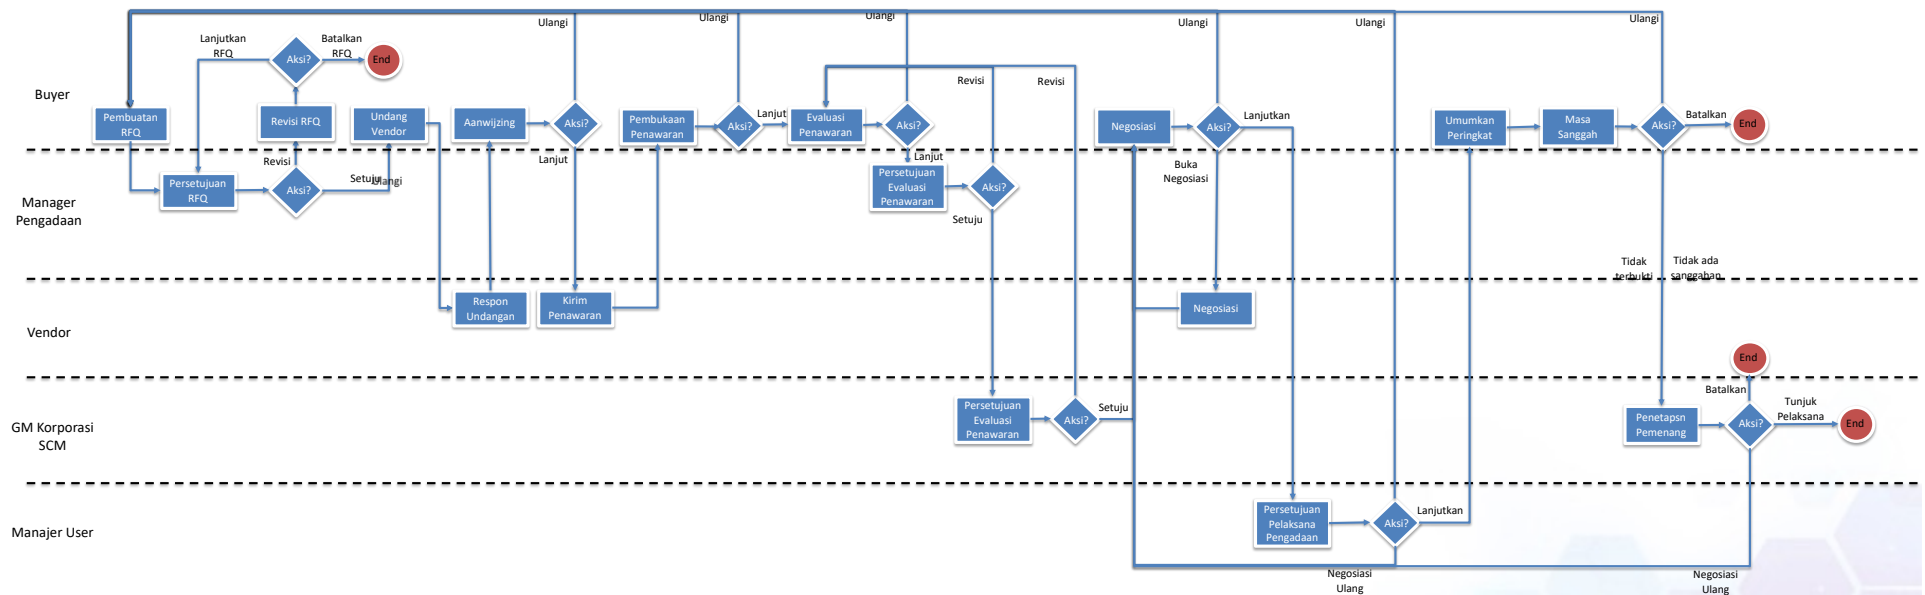 Ulangi
Ulangi
Ulangi
Ulangi
Ulangi
Ulangi
Lanjutkan
RFQ
Batalkan
RFQ
Aksi?
End
Revisi
Revisi
Buyer
Pembuatan
RFQ
Revisi RFQ
Undang
Vendor
Aanwijzing
Aksi?
Pembukaan
Penawaran
Aksi?
Lanjut
Evaluasi
Penawaran
Aksi?
Negosiasi
Aksi?
Lanjutkan
Umumkan
Peringkat
Masa
Sanggah
Aksi?
Batalkan
End
Revisi
Lanjut
Lanjut
Buka
Negosiasi
Manager
Pengadaan
Persetujuan
RFQ
Aksi?
Setuju
Ulangi
Persetujuan
Evaluasi
Penawaran
Aksi?
Setuju
Tidak
terbukti
Tidak ada
sanggahan
Vendor
Respon
Undangan
Kirim
Penawaran
Negosiasi
End
Batalkan
GM Korporasi
SCM
Persetujuan
Evaluasi
Penawaran
Aksi?
Setuju
Penetapsn
Pemenang
Aksi?
Tunjuk
Pelaksana
End
Manajer User
Persetujuan
Pelaksana
Pengadaan
Aksi?
Lanjutkan
Negosiasi
Ulang
Negosiasi
Ulang